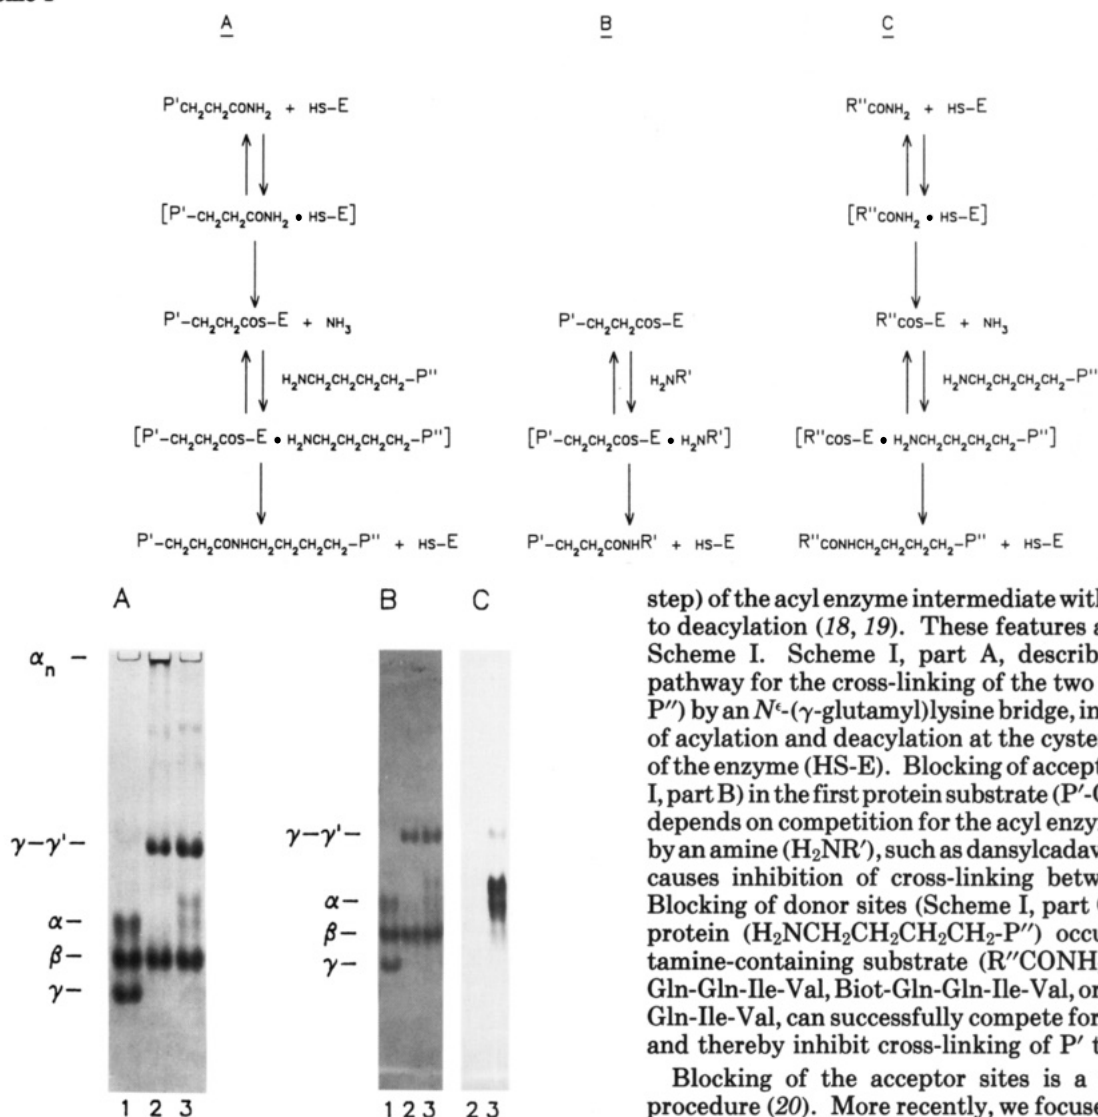 A B C
P'CH₂CH₂CONH₂ + HS-E R''CONH₂ + HS-E
[P'-CH₂CH₂CONH₂ • HS-E] [R''CONH₂ • HS-E]
P'-CH₂CH₂COS-E + NH₃ P'-CH₂CH₂COS-E R''COS-E + NH₃
H₂NCH₂CH₂CH₂CH₂-P'' H₂NR' H₂NCH₂CH₂CH₂CH₂-P''
[P'-CH₂CH₂COS-E • H₂NCH₂CH₂CH₂CH₂-P''] [P'-CH₂CH₂COS-E • H₂NR'] [R''COS-E • H₂NCH₂CH₂CH₂CH₂-P'']
P'-CH₂CH₂CONHCH₂CH₂CH₂CH₂-P'' + HS-E P'-CH₂CH₂CONHR' + HS-E R''CONHCH₂CH₂CH₂CH₂-P'' + HS-E
A
αₙ –
γ–γ' –
α–
β–
γ–
1 2 3
B C
γ–γ' –
α–
β–
γ–
1 2 3 2 3
step) of the acyl enzyme intermediate with
to deacylation (18, 19). These features a
Scheme I. Scheme I, part A, describ
pathway for the cross-linking of the two
P'') by an Nᵋ-(γ-glutamyl)lysine bridge, in
of acylation and deacylation at the cyste
of the enzyme (HS-E). Blocking of accept
I, part B) in the first protein substrate (P'-C
depends on competition for the acyl enzy
by an amine (H₂NR'), such as dansylcadav
causes inhibition of cross-linking betw
Blocking of donor sites (Scheme I, part
protein (H₂NCH₂CH₂CH₂CH₂-P'') occu
tamine-containing substrate (R''CONH
Gln-Gln-Ile-Val, Biot-Gln-Gln-Ile-Val, or
Gln-Ile-Val, can successfully compete for
and thereby inhibit cross-linking of P' t
Blocking of the acceptor sites is a
procedure (20). More recently, we focuse